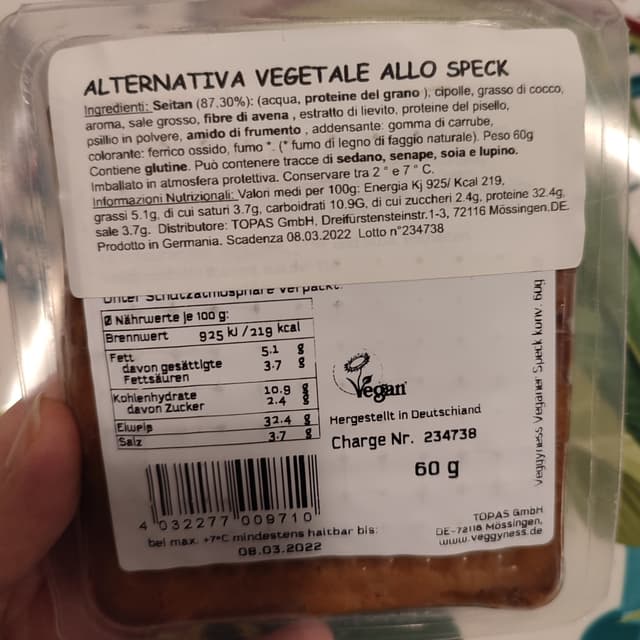 ALTERNATIVA VEGETALE ALLO SPECK
Ingredienti: Seitan (87,30%): (acqua, proteine del grano ); cipolle, grasso di cocco,
aroma, sale grosso, fibre di avena , estratto di lievito, proteine del pisello,
psillio in polvere, amido di frumento , addensante: gomma di carrube,
colorante: ferrico ossido, fumo *. (* fumo di legno di faggio naturale). Peso 60g
Contiene glutine. Può contenere tracce di sedano, senape, soia e lupino.
Imballato in atmosfera protettiva. Conservare tra 2 ° e 7 ° C.
Informazioni Nutrizionali: Valori medi per 100g: Energia Kj 925/ Kcal 219,
grassi 5.1g, di cui saturi 3.7g, carboidrati 10.9G, di cui zuccheri 2.4g, proteine 32.4g,
sale 3.7g. Distributore: TOPAS GmbH, Dreifürstensteinstr.1-3, 72116 Mössingen.DE.
Prodotto in Germania. Scadenza 08.03.2022 Lotto n°234738
Unter Schutzatmosphäre verpackt.
Ø Nährwerte je 100 g:
Brennwert 925 kJ / 219 kcal
Fett 5.1 g
davon gesättigte 3.7 g
Fettsäuren
Kohlenhydrate 10.9 g
davon Zucker 2.4 g
Eiweiß 32.4 g
Salz 3.7 g
Vegan
Hergestellt in Deutschland
Charge Nr. 234738
60 g
Veggyness Veganer Speck konv. 60g
4 032277 009710
bei max. +7°C mindestens haltbar bis:
08.03.2022
TOPAS GmbH
DE-72116 Mössingen,
www.veggyness.de